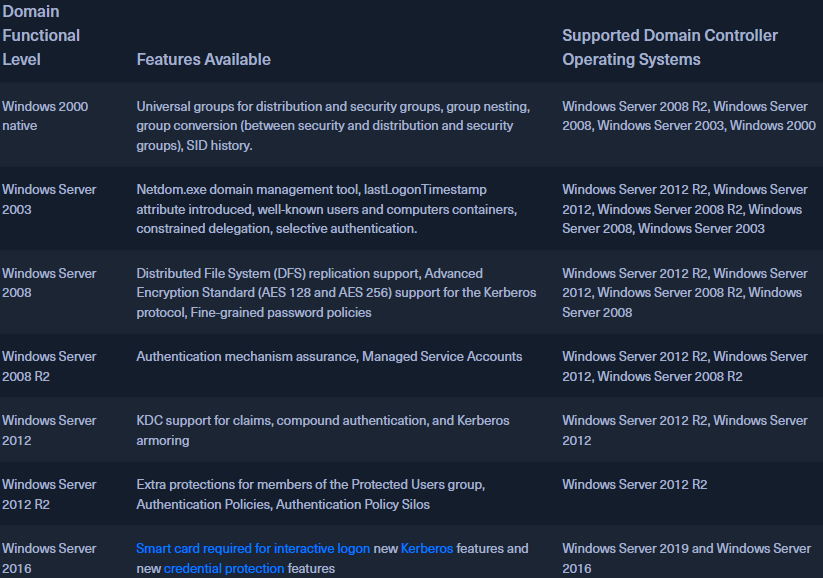 Domain
Functional
Level
Features Available
Supported Domain Controller
Operating Systems
Windows 2000
native
Universal groups for distribution and security groups, group nesting,
group conversion (between security and distribution and security
groups), SID history.
Windows Server 2008 R2, Windows Server
2008, Windows Server 2003, Windows 2000
Windows Server
2003
Netdom.exe domain management tool, lastLogonTimestamp
attribute introduced, well-known users and computers containers,
constrained delegation, selective authentication.
Windows Server 2012 R2, Windows Server
2012, Windows Server 2008 R2, Windows
Server 2008, Windows Server 2003
Windows Server
2008
Distributed File System (DFS) replication support, Advanced
Encryption Standard (AES 128 and AES 256) support for the Kerberos
protocol, Fine-grained password policies
Windows Server 2012 R2, Windows Server
2012, Windows Server 2008 R2, Windows
Server 2008
Windows Server
2008 R2
Authentication mechanism assurance, Managed Service Accounts
Windows Server 2012 R2, Windows Server
2012, Windows Server 2008 R2
Windows Server
2012
KDC support for claims, compound authentication, and Kerberos
armoring
Windows Server 2012 R2, Windows Server
2012
Windows Server
2012 R2
Extra protections for members of the Protected Users group,
Authentication Policies, Authentication Policy Silos
Windows Server 2012 R2
Windows Server
2016
Smart card required for interactive logon new Kerberos features and
new credential protection features
Windows Server 2019 and Windows Server
2016